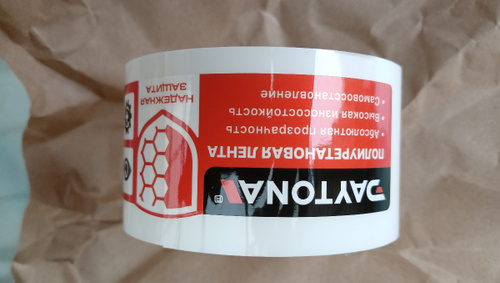 DAYTONA
ПОЛИУРЕТАНОВАЯ ЛЕНТА
• Абсолютная прозрачность
• Высокая износостойкость
• Самовосстановление
НАДЕЖНАЯ
ЗАЩИТА